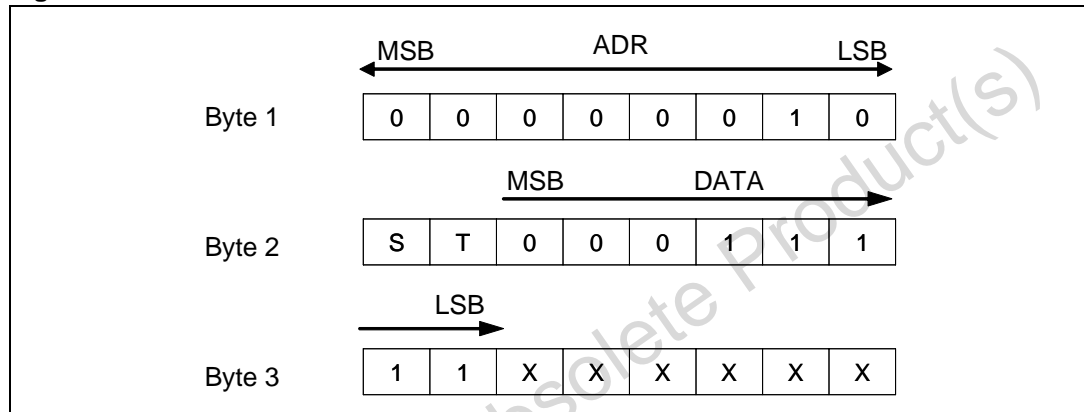 MSB ADR LSB
Byte 1 0 0 0 0 0 0 1 0
MSB DATA
Byte 2 S T 0 0 0 1 1 1
LSB
Byte 3 1 1 X X X X X X
bsolete Product(s)